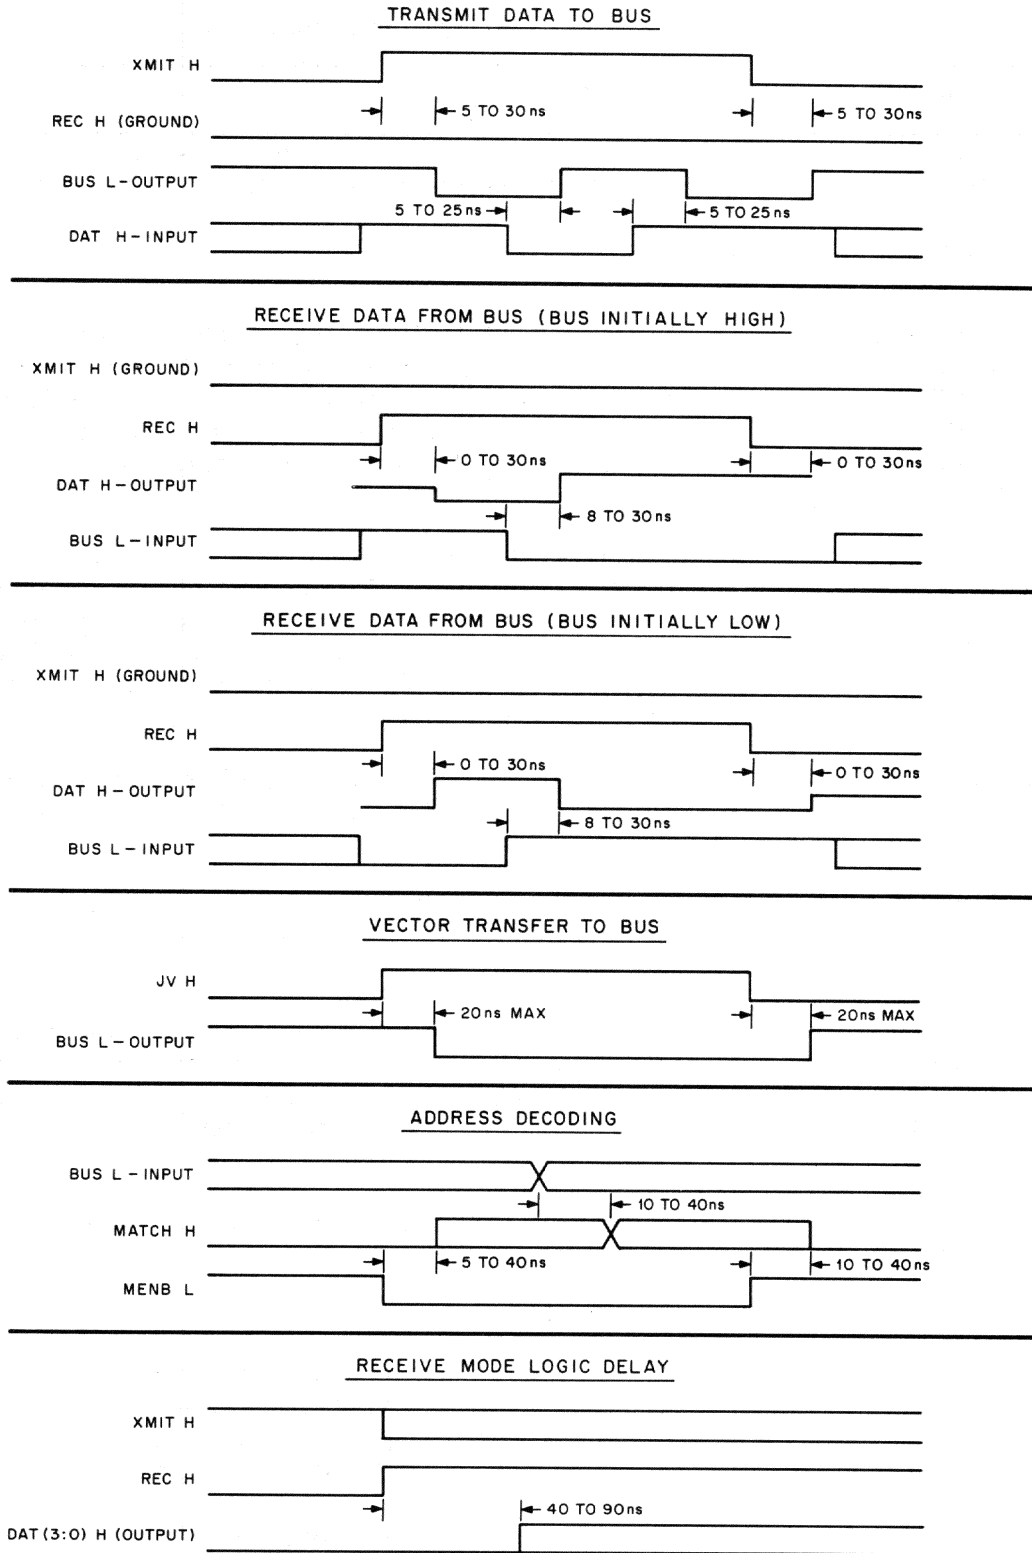 TRANSMIT DATA TO BUS
XMIT H
5 TO 30ns
5 TO 30ns
REC H (GROUND)
BUS L-OUTPUT
5 TO 25ns
5 TO 25ns
DAT H-INPUT
RECEIVE DATA FROM BUS (BUS INITIALLY HIGH)
XMIT H (GROUND)
REC H
0 TO 30ns
0 TO 30ns
DAT H-OUTPUT
8 TO 30ns
BUS L-INPUT
RECEIVE DATA FROM BUS (BUS INITIALLY LOW)
XMIT H (GROUND)
REC H
0 TO 30ns
0 TO 30ns
DAT H-OUTPUT
8 TO 30ns
BUS L-INPUT
VECTOR TRANSFER TO BUS
JV H
20ns MAX
20ns MAX
BUS L-OUTPUT
ADDRESS DECODING
BUS L-INPUT
10 TO 40ns
MATCH H
5 TO 40ns
10 TO 40ns
MENB L
RECEIVE MODE LOGIC DELAY
XMIT H
REC H
40 TO 90ns
DAT(3:0) H (OUTPUT)